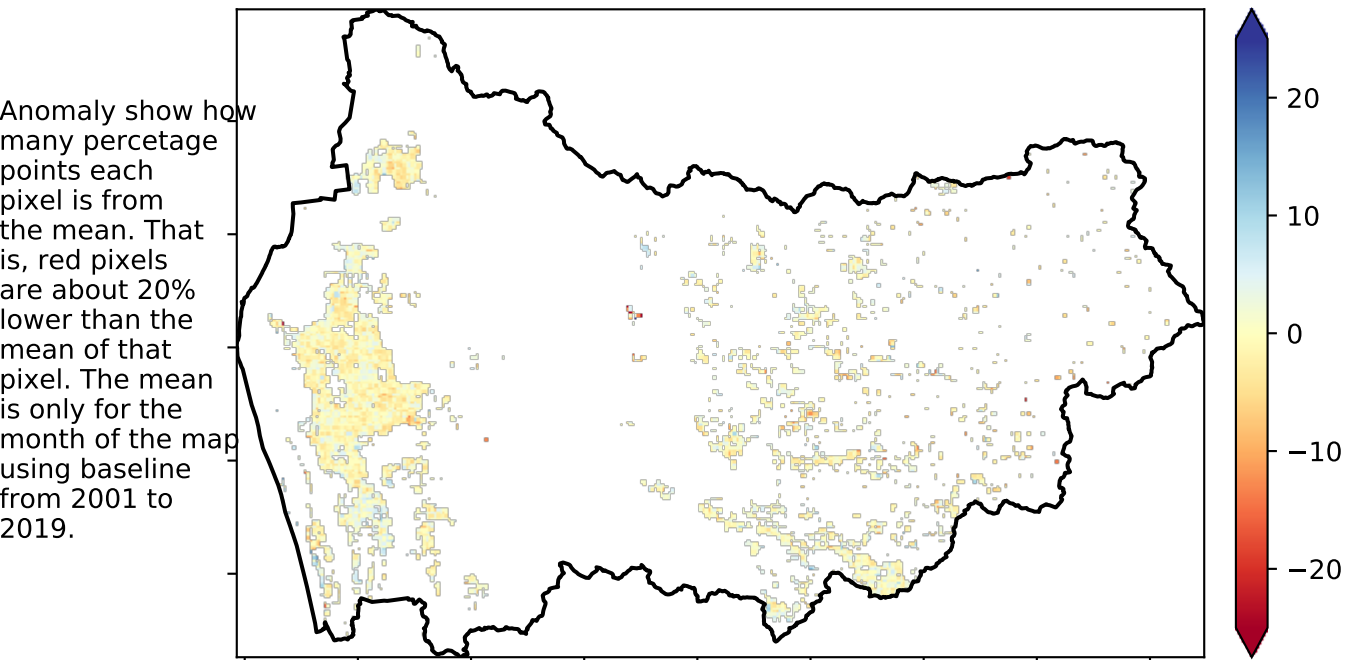 Anomaly show how
many percetage
points each
pixel is from
the mean. That
is, red pixels
are about 20%
lower than the
mean of that
pixel. The mean
is only for the
month of the map
using baseline
from 2001 to
2019.
20
10
0
−10
−20